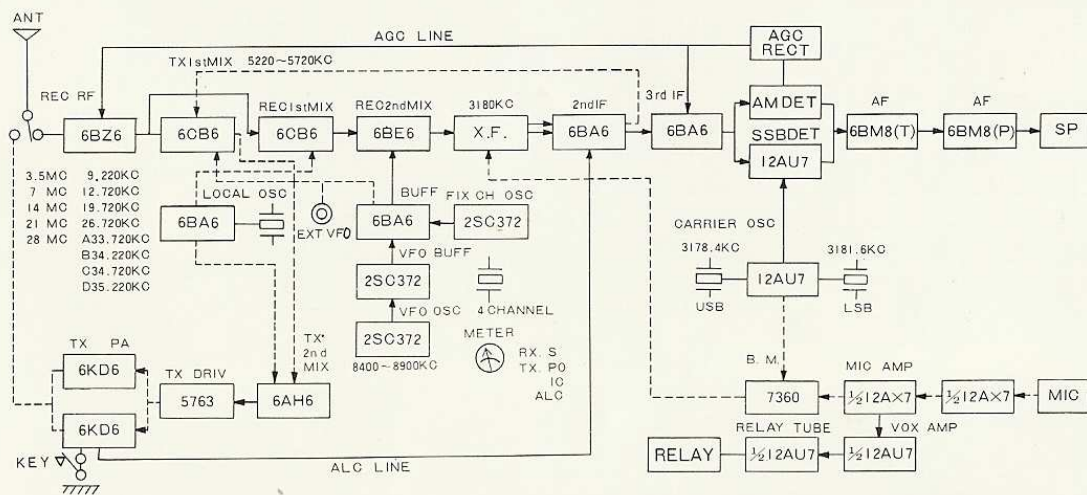 ANT
AGC LINE
AGC
RECT
TX1stMIX 5220~5720KC
REC RF
REC1stMIX
REC2ndMIX
3180KC
2ndIF
3rd IF
AM DET
AF
AF
6BZ6
6CB6
6CB6
6BE6
X.F.
6BA6
6BA6
SSBDET
12AU7
6BM8(T)
6BM8(P)
SP
3.5MC 9,220KC
7 MC 12.720KC
14 MC 19.720KC
21 MC 26.720KC
28 MC A33.720KC
B34.220KC
C34.720KC
D35.220KC
LOCAL OSC
6BA6
EXT VFO
BUFF
6BA6
FIX CH OSC
2SC372
VFO BUFF
2SC372
4 CHANNEL
VFO OSC
2SC372
8400~8900KC
METER
RX. S
TX. PO
IC
ALC
CARRIER OSC
3178.4KC
3181.6KC
12AU7
USB
LSB
TX
2nd
MIX
TX PA
6KD6
TX DRIV
5763
6AH6
6KD6
KEY
ALC LINE
B. M.
7360
MIC AMP
½12A×7
½12A×7
MIC
RELAY TUBE
VOX AMP
RELAY
½12AU7
½12AU7